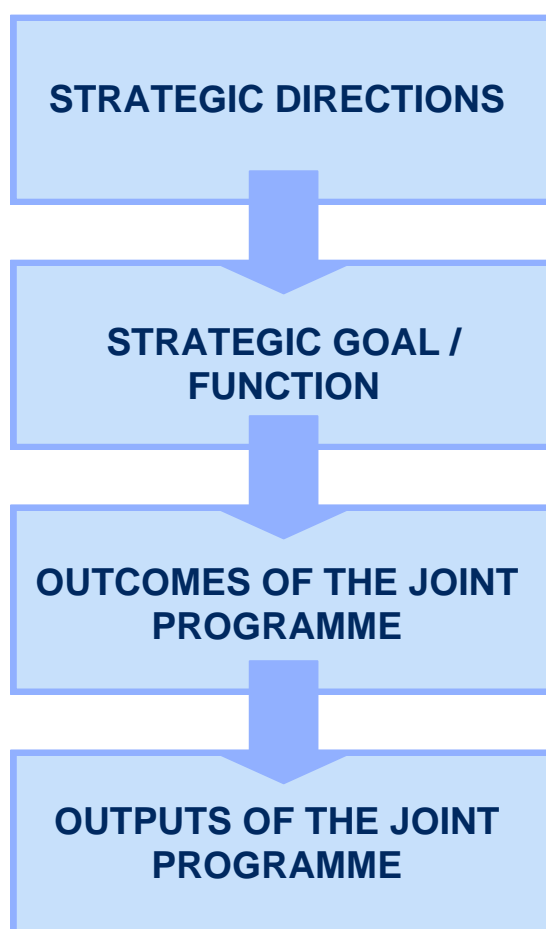 STRATEGIC DIRECTIONS
STRATEGIC GOAL /
FUNCTION
OUTCOMES OF THE JOINT
PROGRAMME
OUTPUTS OF THE JOINT
PROGRAMME